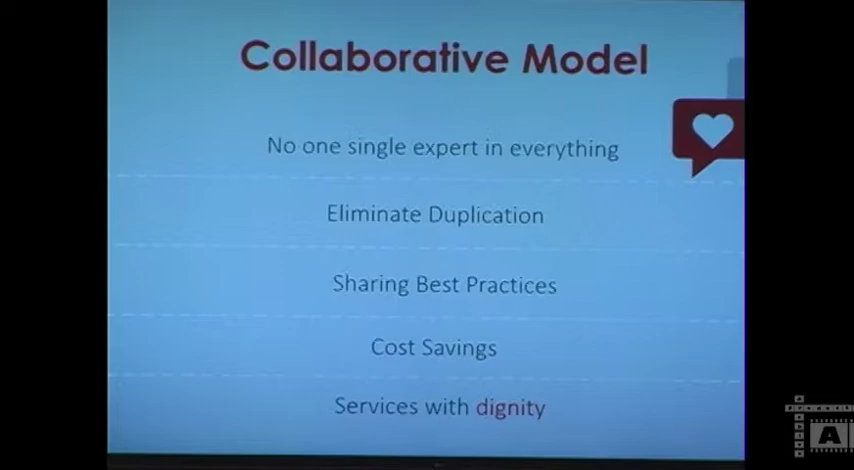 Collaborative Model
No one single expert in everything
Eliminate Duplication
Sharing Best Practices
Cost Savings
Services with dignity
A